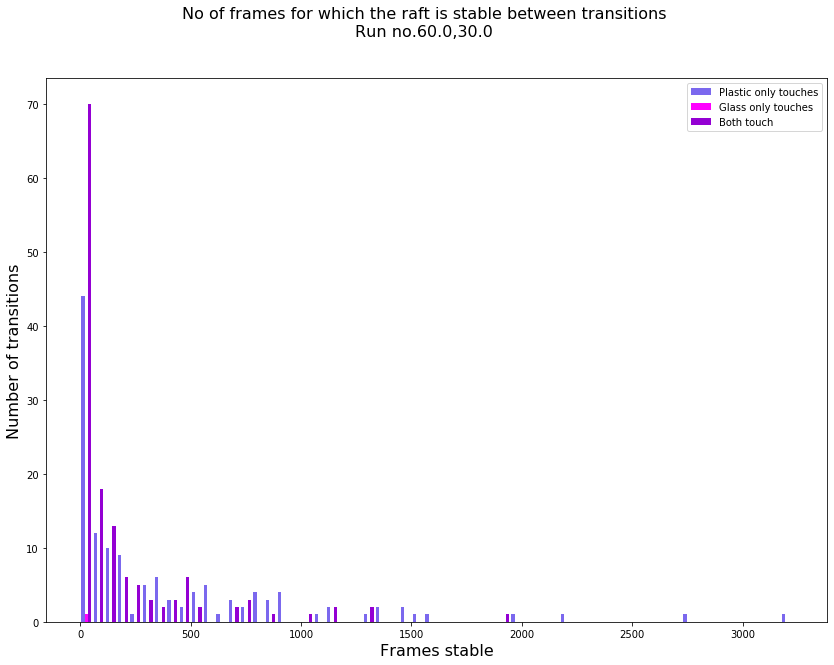 No of frames for which the raft is stable between transitions
Run no.60.0,30.0
Plastic only touches
Glass only touches
Both touch
Number of transitions
70
60
50
40
30
20
10
0
0 500 1000 1500 2000 2500 3000
Frames stable